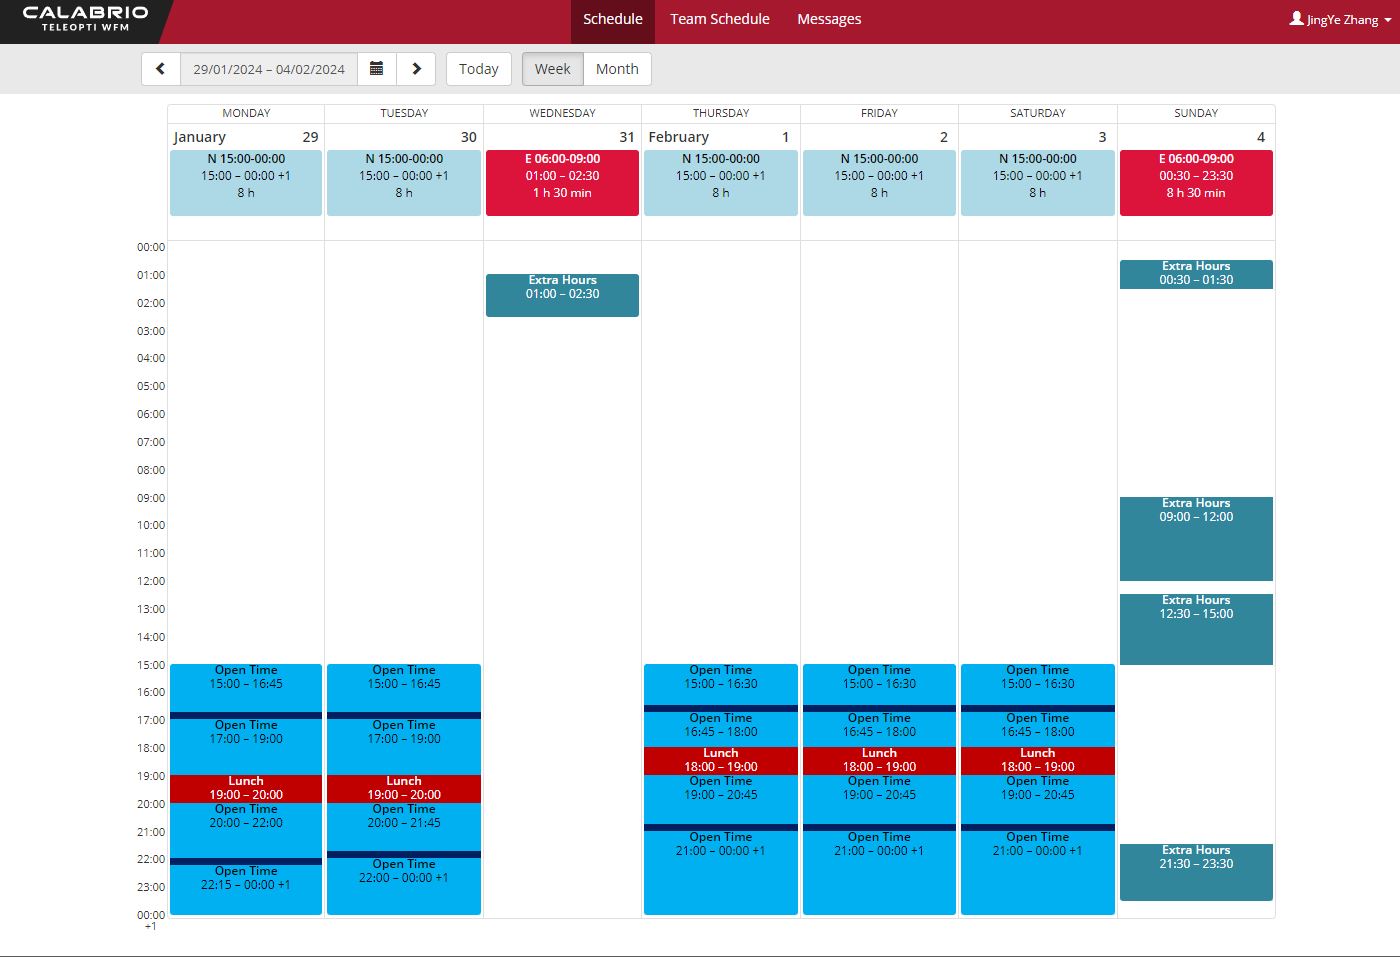 CALABRIO
TELEOPTI WFM
Schedule
Team Schedule
Messages
JingYe Zhang
29/01/2024 – 04/02/2024
Today
Week
Month
MONDAY
TUESDAY
WEDNESDAY
THURSDAY
FRIDAY
SATURDAY
SUNDAY
January 29
30
31
February 1
2
3
4
N 15:00-00:00
15:00 – 00:00 +1
8 h
N 15:00-00:00
15:00 – 00:00 +1
8 h
E 06:00-09:00
01:00 – 02:30
1 h 30 min
N 15:00-00:00
15:00 – 00:00 +1
8 h
N 15:00-00:00
15:00 – 00:00 +1
8 h
N 15:00-00:00
15:00 – 00:00 +1
8 h
E 06:00-09:00
00:30 – 23:30
8 h 30 min
00:00
01:00
02:00
03:00
04:00
05:00
06:00
07:00
08:00
09:00
10:00
11:00
12:00
13:00
14:00
15:00
16:00
17:00
18:00
19:00
20:00
21:00
22:00
23:00
00:00
+1
Open Time
15:00 – 16:45
Open Time
17:00 – 19:00
Lunch
19:00 – 20:00
Open Time
20:00 – 22:00
Open Time
22:15 – 00:00 +1
Open Time
15:00 – 16:45
Open Time
17:00 – 19:00
Lunch
19:00 – 20:00
Open Time
20:00 – 21:45
Open Time
22:00 – 00:00 +1
Extra Hours
01:00 – 02:30
Open Time
15:00 – 16:30
Open Time
16:45 – 18:00
Lunch
18:00 – 19:00
Open Time
19:00 – 20:45
Open Time
21:00 – 00:00 +1
Open Time
15:00 – 16:30
Open Time
16:45 – 18:00
Lunch
18:00 – 19:00
Open Time
19:00 – 20:45
Open Time
21:00 – 00:00 +1
Open Time
15:00 – 16:30
Open Time
16:45 – 18:00
Lunch
18:00 – 19:00
Open Time
19:00 – 20:45
Open Time
21:00 – 00:00 +1
Extra Hours
00:30 – 01:30
Extra Hours
09:00 – 12:00
Extra Hours
12:30 – 15:00
Extra Hours
21:30 – 23:30